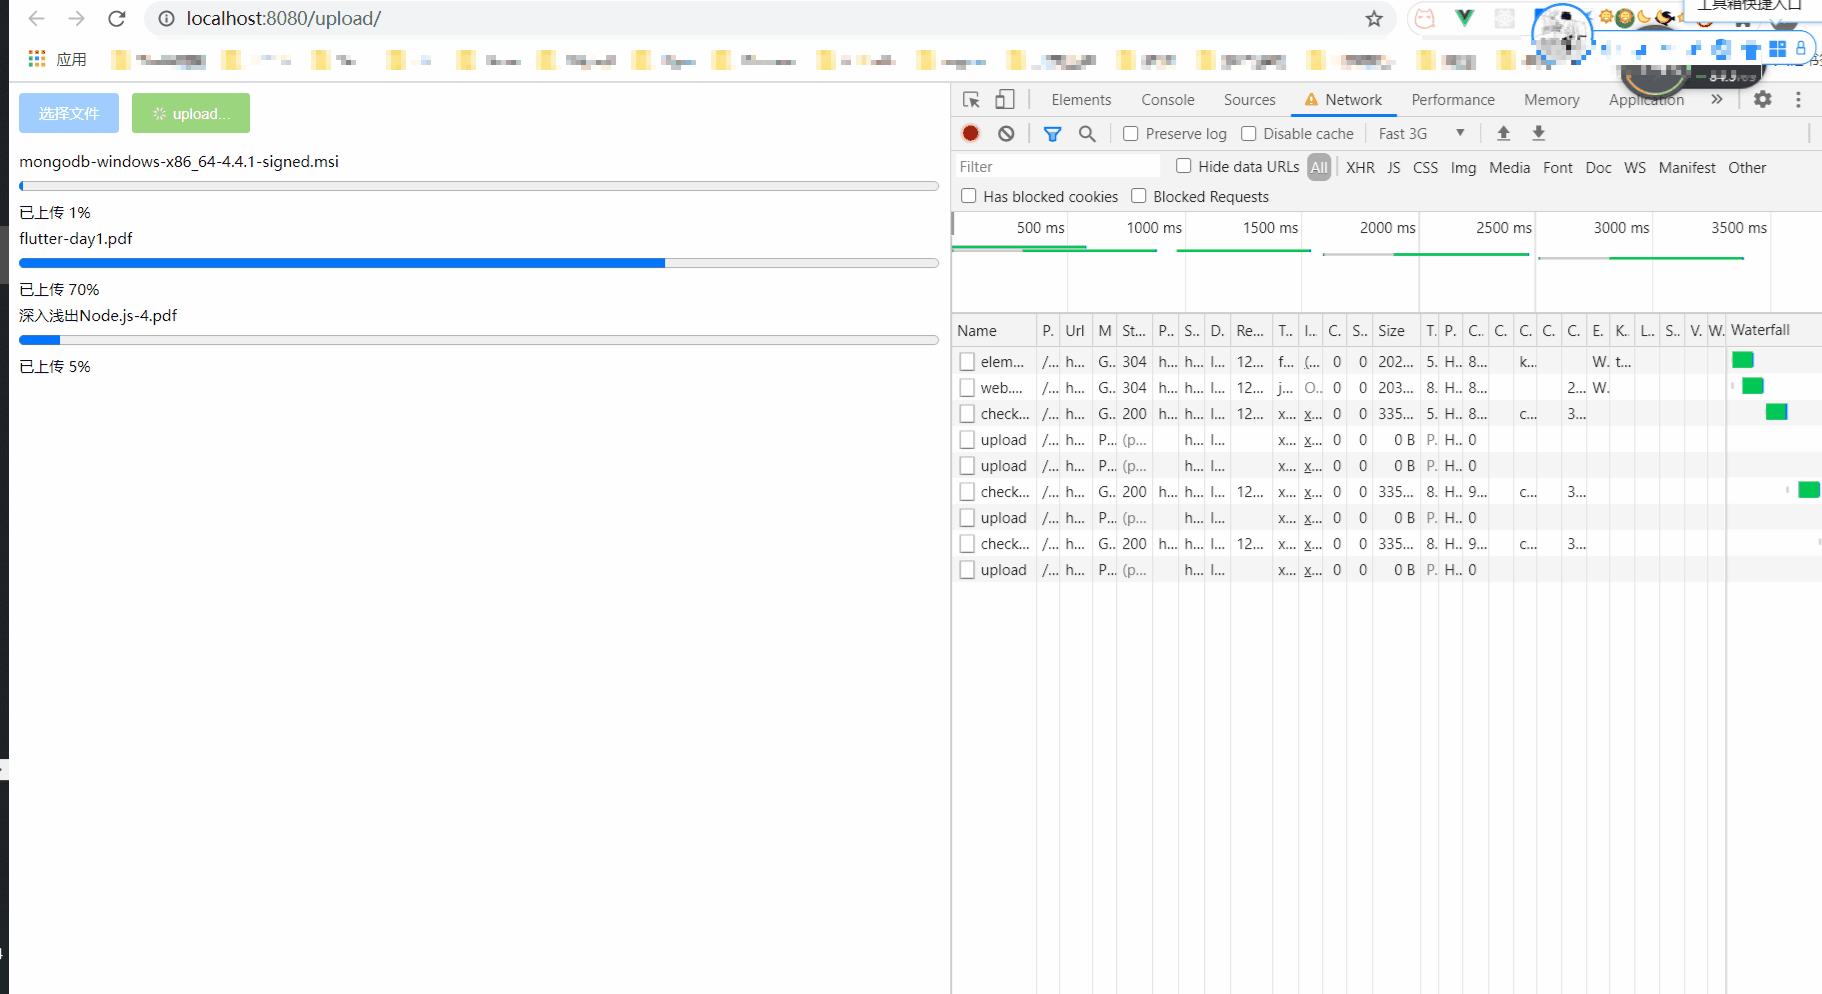 工具箱快捷入口
localhost:8080/upload/
应用
选择文件
upload...
mongodb-windows-x86_64-4.4.1-signed.msi
已上传 1%
flutter-day1.pdf
已上传 70%
深入浅出Node.js-4.pdf
已上传 5%
Elements Console Sources Network Performance Memory Application »
Preserve log Disable cache Fast 3G
Filter Hide data URLs All XHR JS CSS Img Media Font Doc WS Manifest Other
Has blocked cookies Blocked Requests
500 ms 1000 ms 1500 ms 2000 ms 2500 ms 3000 ms 3500 ms
Name P. Url M St... P.. S.. D. Re... T.. I.. C. S.. Size T. P. C.. C. C. C. C. E. K. L.. S.. V. W. Waterfall
elem... /... h... G.. 304 h... h... l... 12... f... (... 0 0 202... 5. H.. 8... k... W. t...
web.... /... h... G.. 304 h... h... l... 12... j... O.. 0 0 203... 8. H.. 8... 2... W.
check... /... h... G.. 200 h... h... l... 12... x... x... 0 0 335... 5. H.. 8... c... 3...
upload /... h... P... (p... h... l... x... x... 0 0 0 B P. H.. 0
upload /... h... P... (p... h... l... x... x... 0 0 0 B P. H.. 0
check... /... h... G.. 200 h... h... l... 12... x... x... 0 0 335... 8. H.. 9... c... 3...
upload /... h... P... (p... h... l... x... x... 0 0 0 B P. H.. 0
check... /... h... G.. 200 h... h... l... 12... x... x... 0 0 335... 8. H.. 9... c... 3...
upload /... h... P... (p... h... l... x... x... 0 0 0 B P. H.. 0